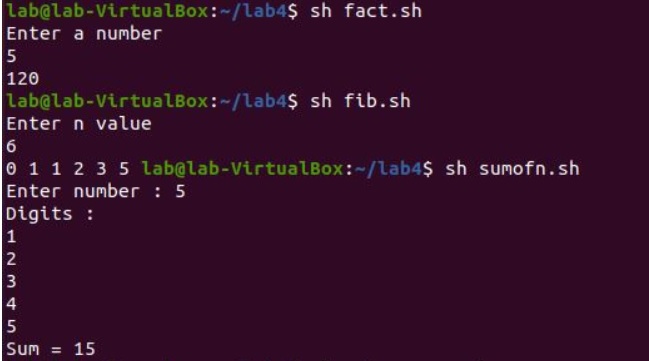 lab@lab-VirtualBox:~/lab4$ sh fact.sh
Enter a number
5
120
lab@lab-VirtualBox:~/lab4$ sh fib.sh
Enter n value
6
0 1 1 2 3 5 lab@lab-VirtualBox:~/lab4$ sh sumofn.sh
Enter number : 5
Digits :
1
2
3
4
5
Sum = 15